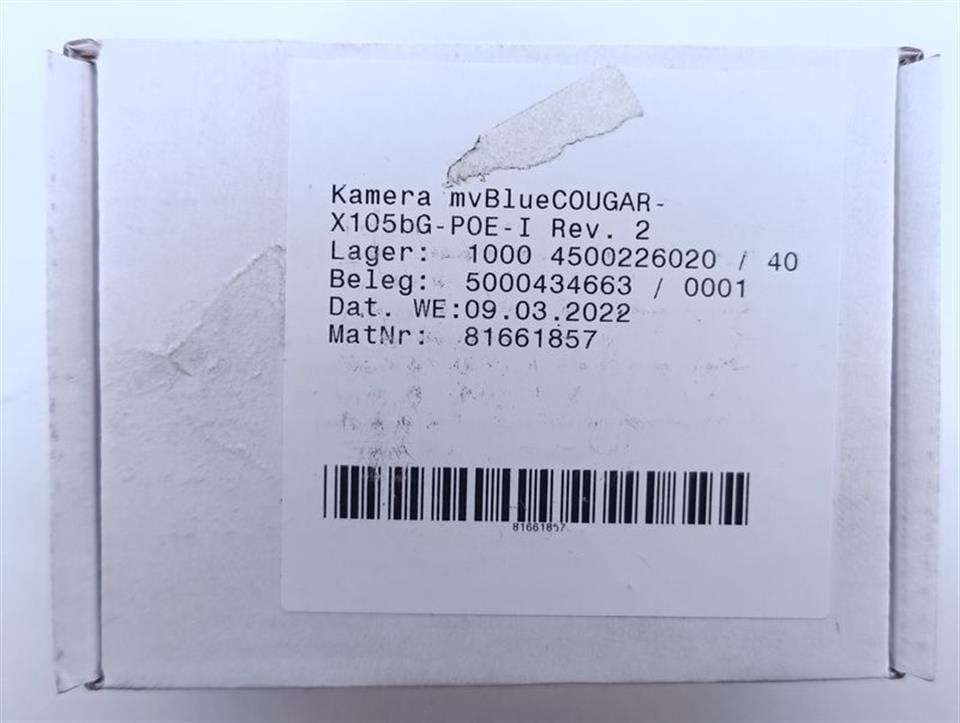 Kamera mvBlueCOUGAR-
X105bG-POE-I Rev. 2
Lager: 1000 4500226020 / 40
Beleg: 5000434663 / 0001
Dat. WE:09.03.2022
MatNr: 81661857
81661857